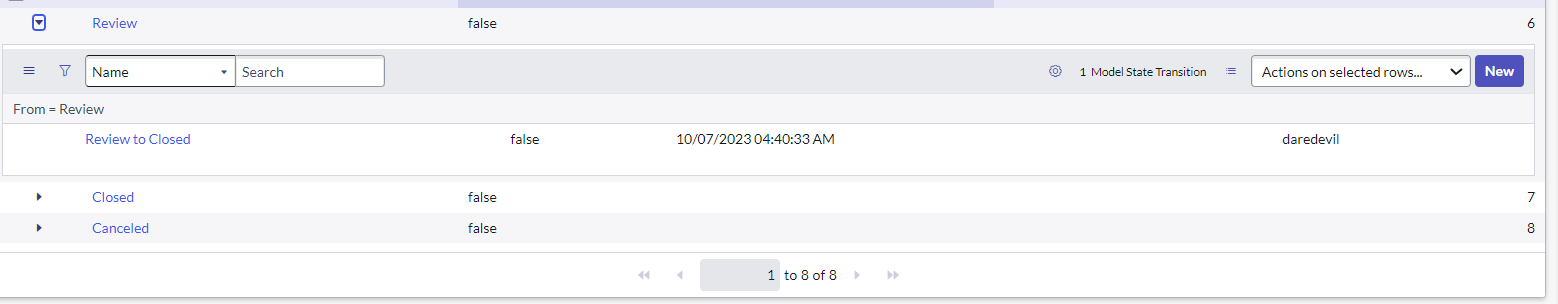 Review false 6
Name Search 1 Model State Transition Actions on selected rows... New
From = Review
Review to Closed false 10/07/2023 04:40:33 AM daredevil
Closed false 7
Canceled false 8
1 to 8 of 8